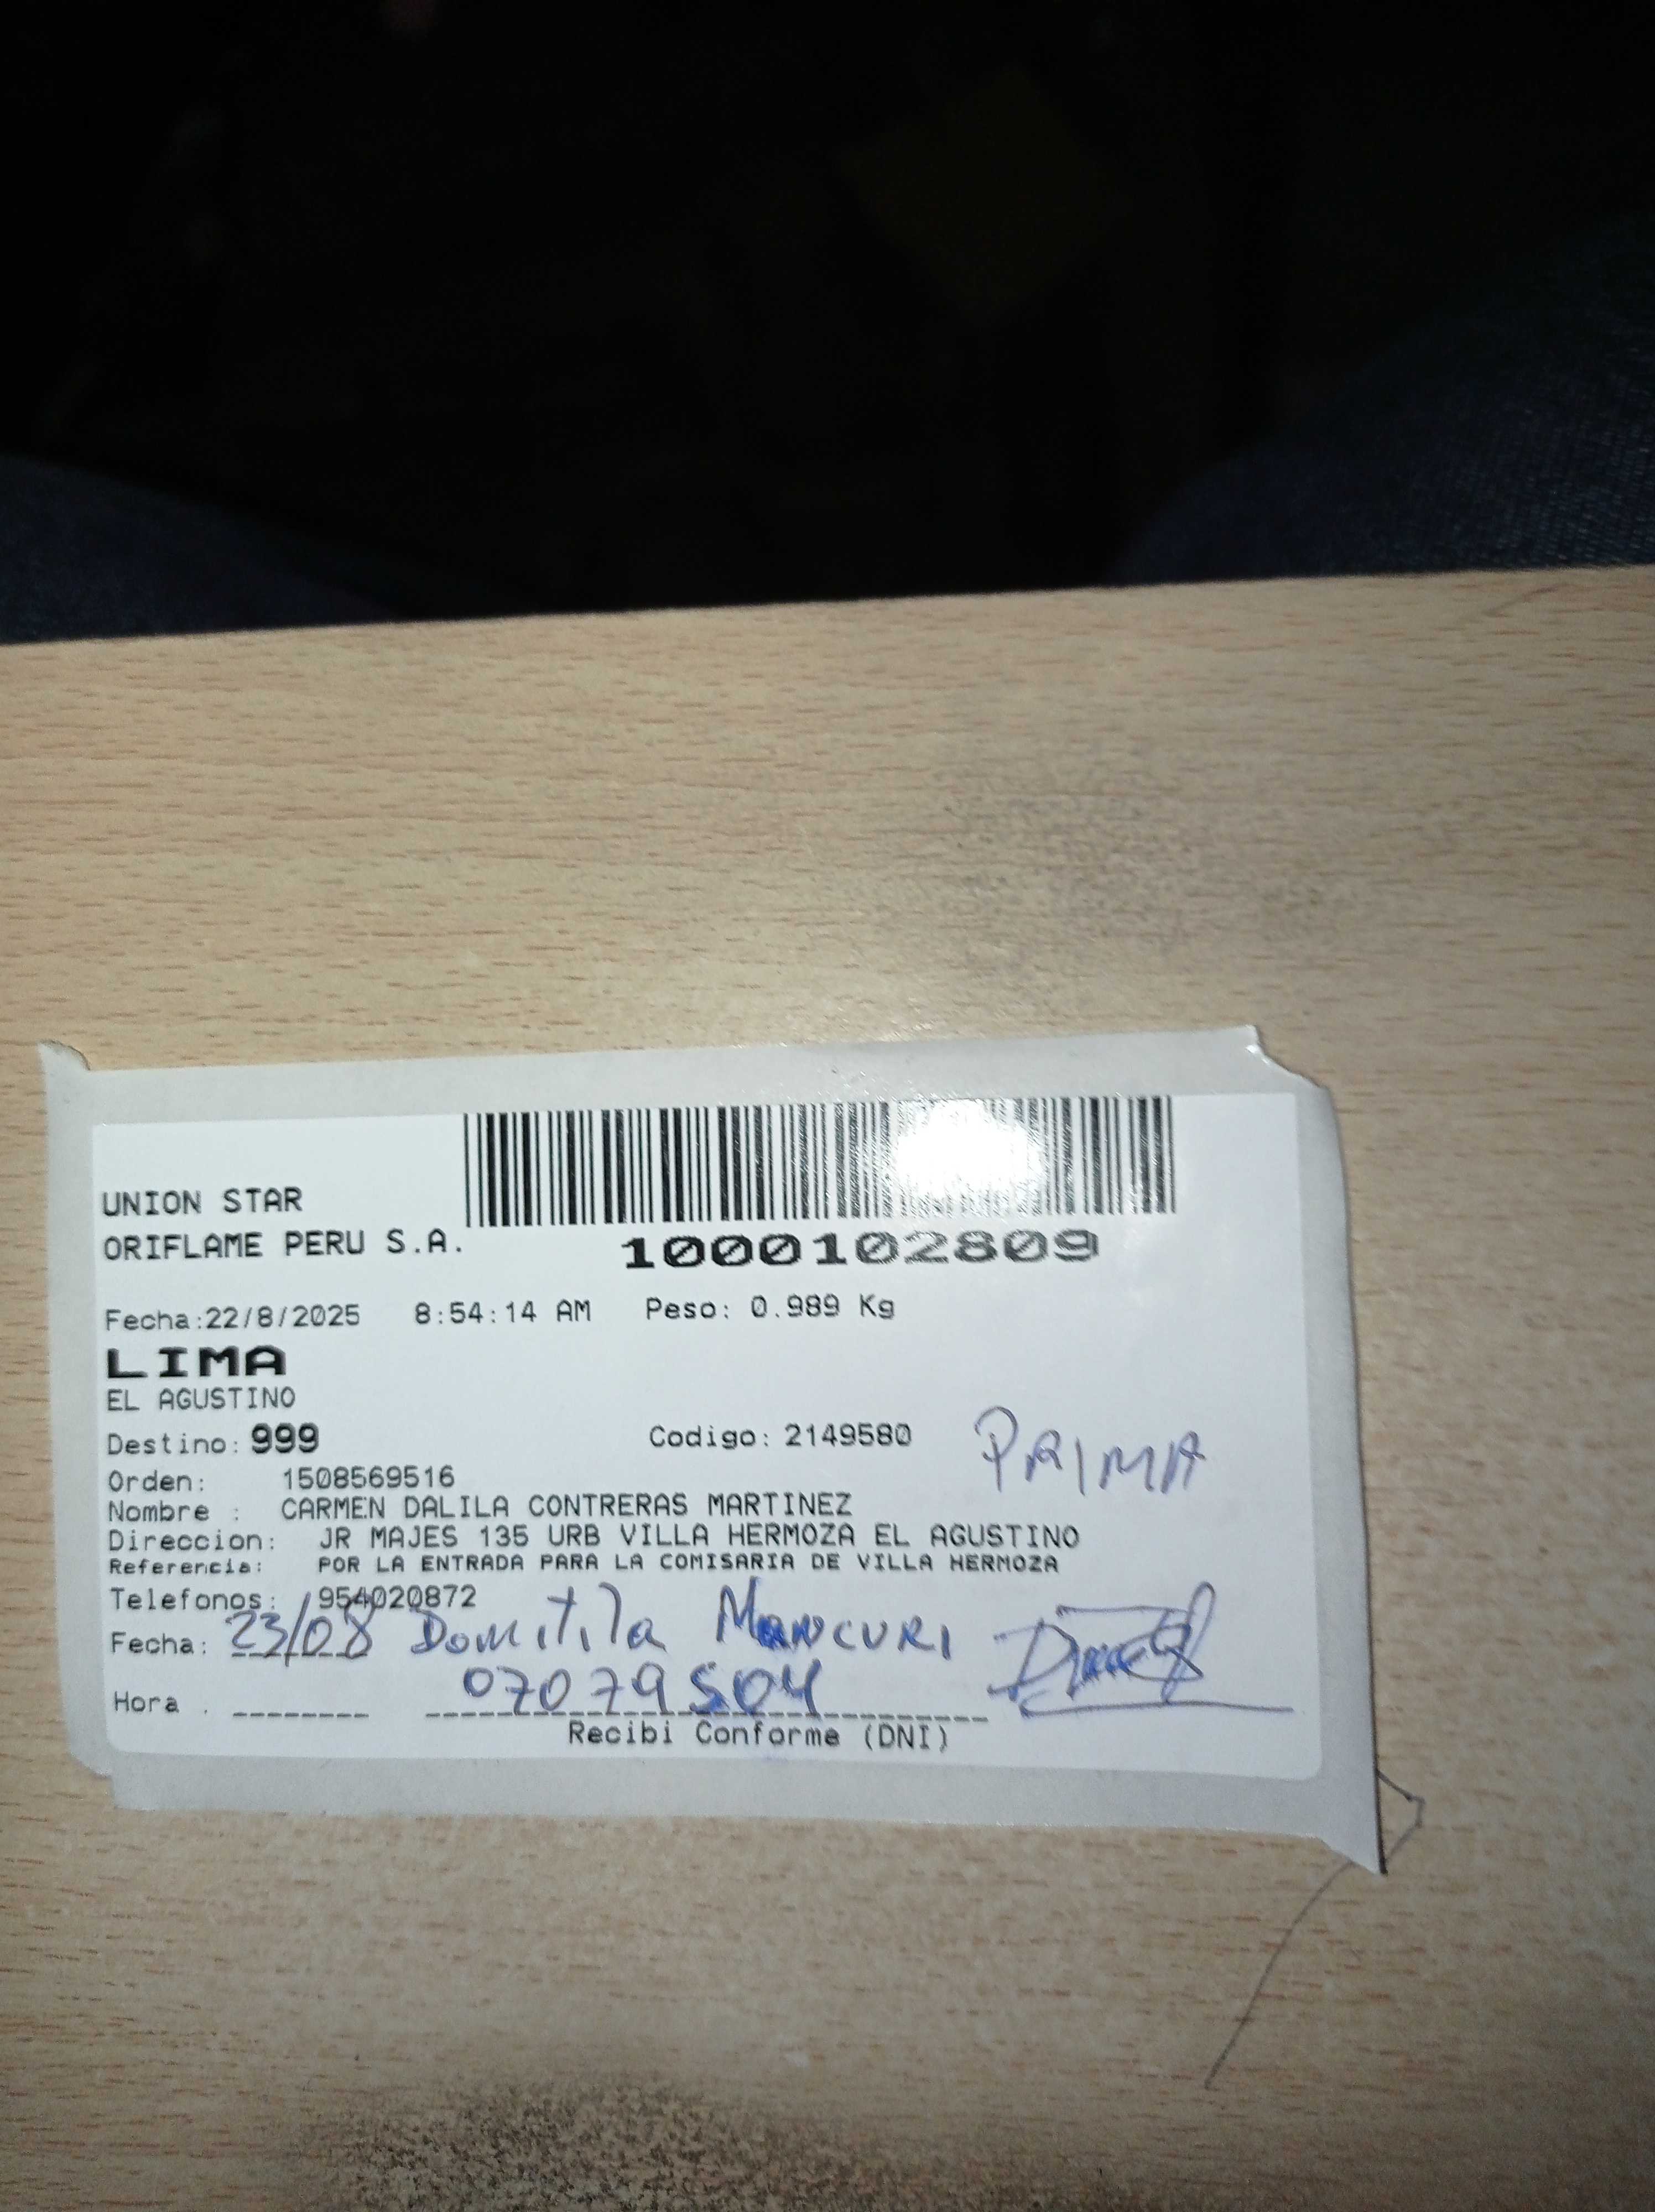 UNION STAR
ORIFLAME PERU S.A.
1000102809
Fecha:22/8/2025 8:54:14 AM Peso: 0.989 Kg
LIMA
EL AGUSTINO
Destino: 999 Codigo: 2149580 PRIMA
Orden: 1508569516
Nombre : CARMEN DALILA CONTRERAS MARTINEZ
Direccion: JR MAJES 135 URB VILLA HERMOZA EL AGUSTINO
Referencia: POR LA ENTRADA PARA LA COMISARIA DE VILLA HERMOZA
Telefonos: 954020872
Fecha: 23/08 Domitila Mancuri
Hora . 07079504
Recibi Conforme (DNI)